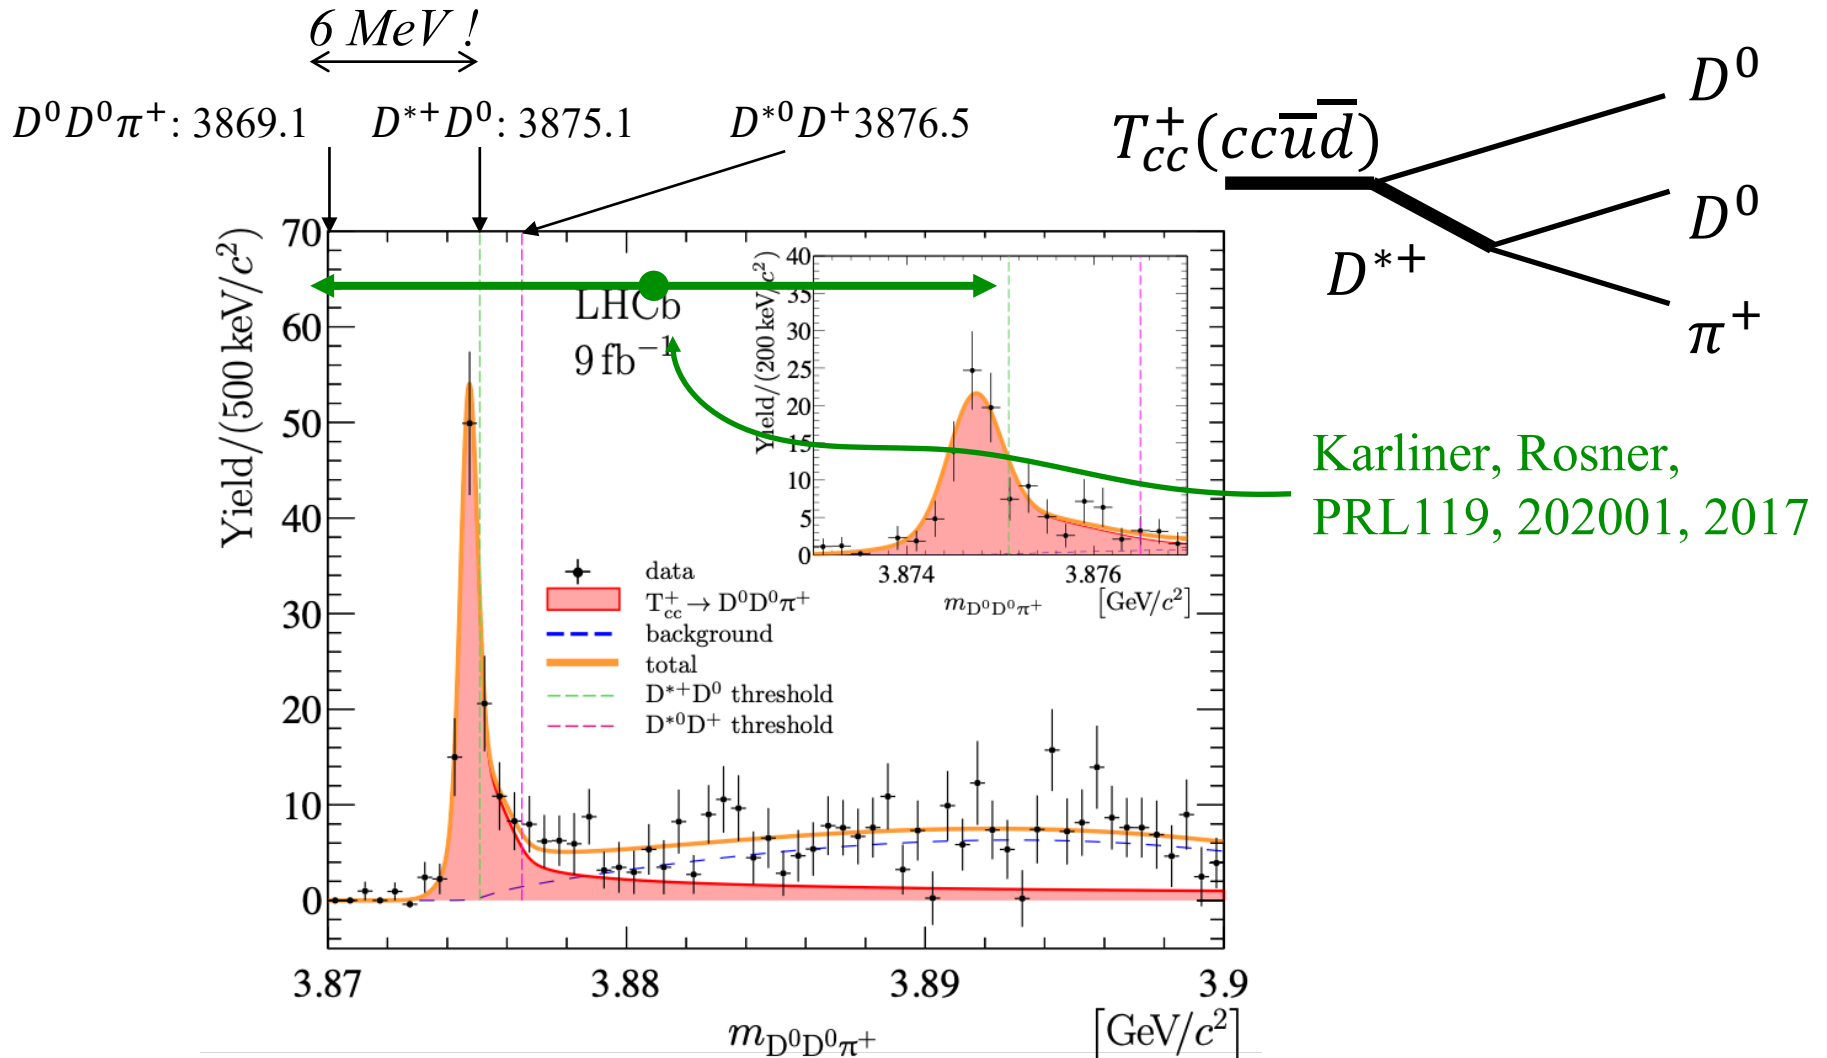 6 MeV !
D⁰D⁰π⁺: 3869.1
D*⁺D⁰: 3875.1
D*⁰D⁺3876.5
T⁺cc(ccu̅d̅)
D⁰
D⁰
D*⁺
π⁺
Yield/(500 keV/c²)
70
60
50
40
30
20
10
0
LHCb
9 fb⁻¹
Yield/(200 keV/c²)
40
35
30
25
20
15
10
5
0
3.874
3.876
m_D⁰D⁰π⁺
[GeV/c²]
Karliner, Rosner,
PRL119, 202001, 2017
data
T⁺cc → D⁰D⁰π⁺
background
total
D*⁺D⁰ threshold
D*⁰D⁺ threshold
3.87
3.88
3.89
3.9
m_D⁰D⁰π⁺
[GeV/c²]